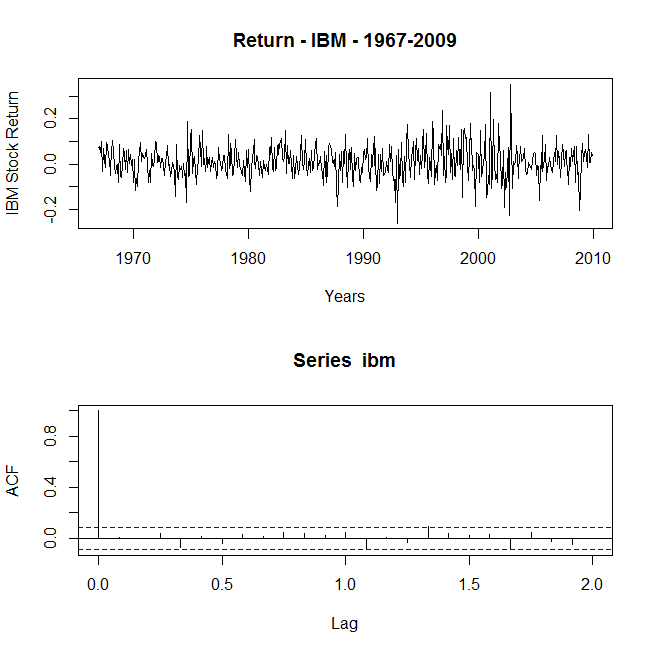 Return - IBM - 1967-2009
IBM Stock Return
0.2
0.0
-0.2
1970 1980 1990 2000 2010
Years
Series ibm
ACF
0.8
0.4
0.0
0.0 0.5 1.0 1.5 2.0
Lag